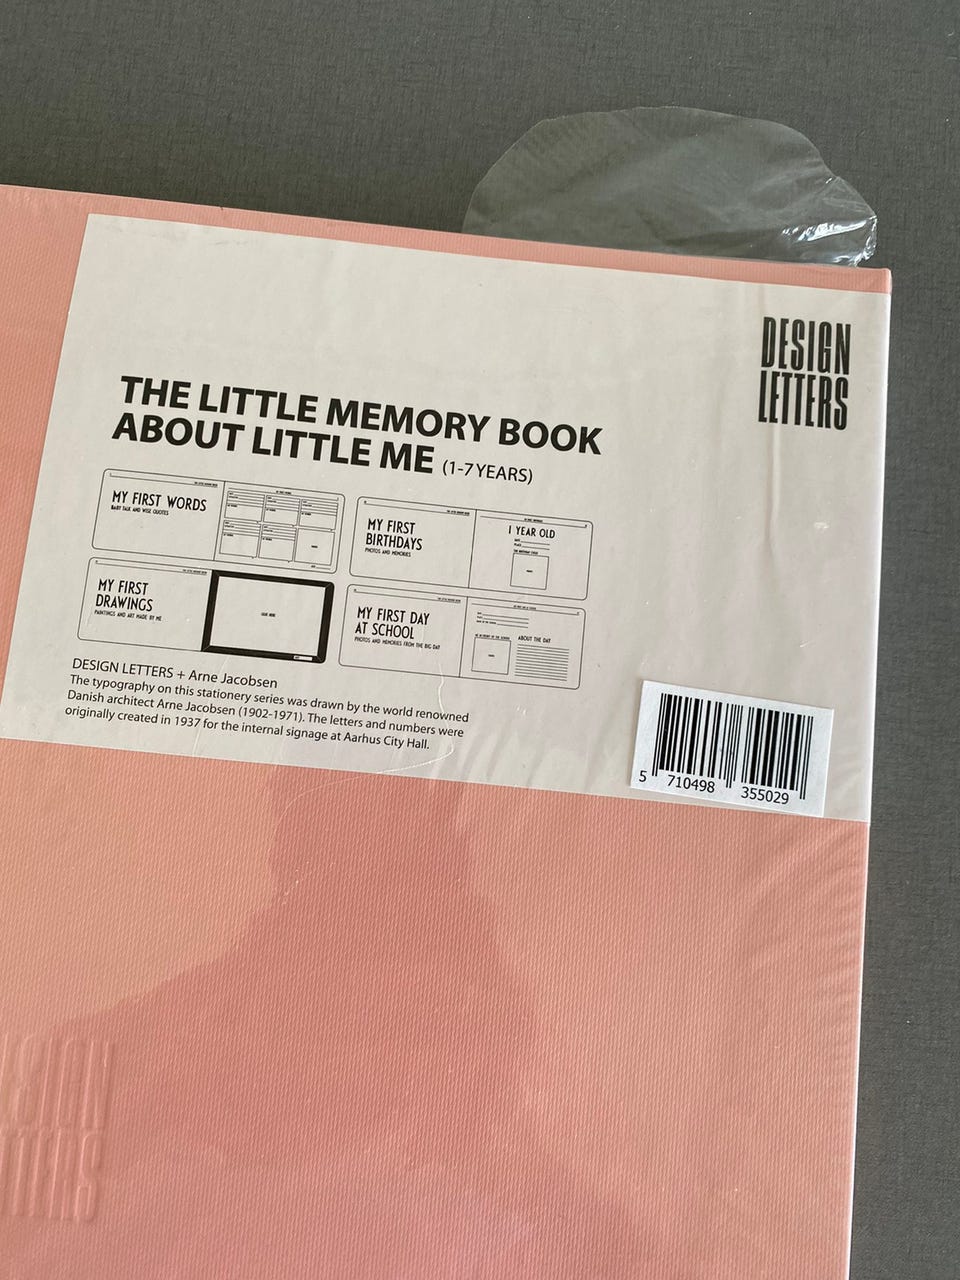 DESIGN
LETTERS
THE LITTLE MEMORY BOOK
ABOUT LITTLE ME (1-7 YEARS)
MY FIRST WORDS
BABY TALK AND WISE QUOTES
MY FIRST
BIRTHDAYS
PHOTOS AND MEMORIES
1 YEAR OLD
MY FIRST
DRAWINGS
PAINTINGS AND ART MADE BY ME
MY FIRST DAY
AT SCHOOL
PHOTOS AND MEMORIES FROM THE BIG DAY
ABOUT THE DAY
DESIGN LETTERS + Arne Jacobsen
The typography on this stationery series was drawn by the world renowned
Danish architect Arne Jacobsen (1902-1971). The letters and numbers were
originally created in 1937 for the internal signage at Aarhus City Hall.
5 710498 355029